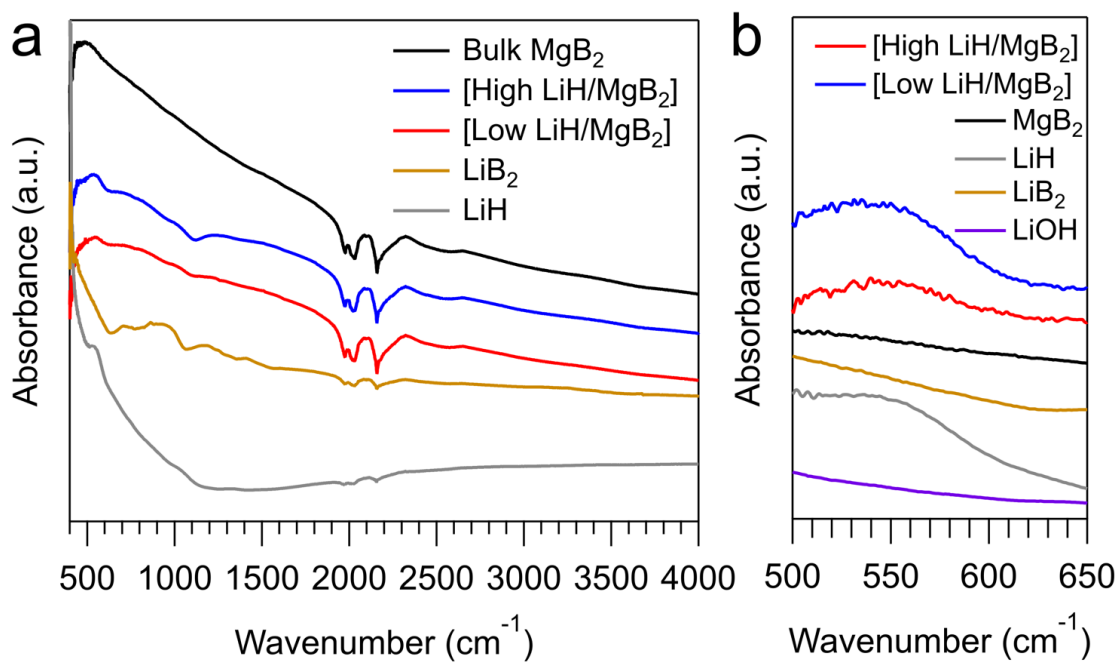 a
Bulk MgB₂
[High LiH/MgB₂]
[Low LiH/MgB₂]
LiB₂
LiH
Absorbance (a.u.)
500 1000 1500 2000 2500 3000 3500 4000
Wavenumber (cm⁻¹)
b
[High LiH/MgB₂]
[Low LiH/MgB₂]
MgB₂
LiH
LiB₂
LiOH
Absorbance (a.u.)
500 550 600 650
Wavenumber (cm⁻¹)